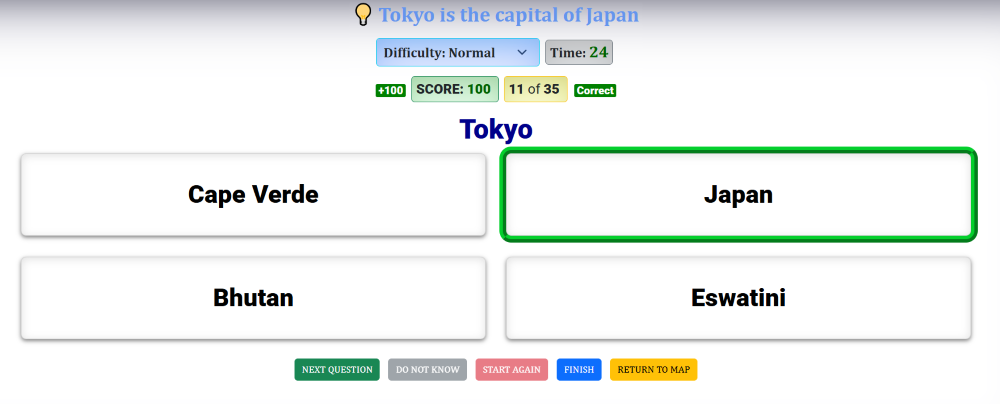 Tokyo is the capital of Japan
Difficulty: Normal Time: 24
+100 SCORE: 100 11 of 35 Correct
Tokyo
Cape Verde Japan
Bhutan Eswatini
NEXT QUESTION DO NOT KNOW START AGAIN FINISH RETURN TO MAP